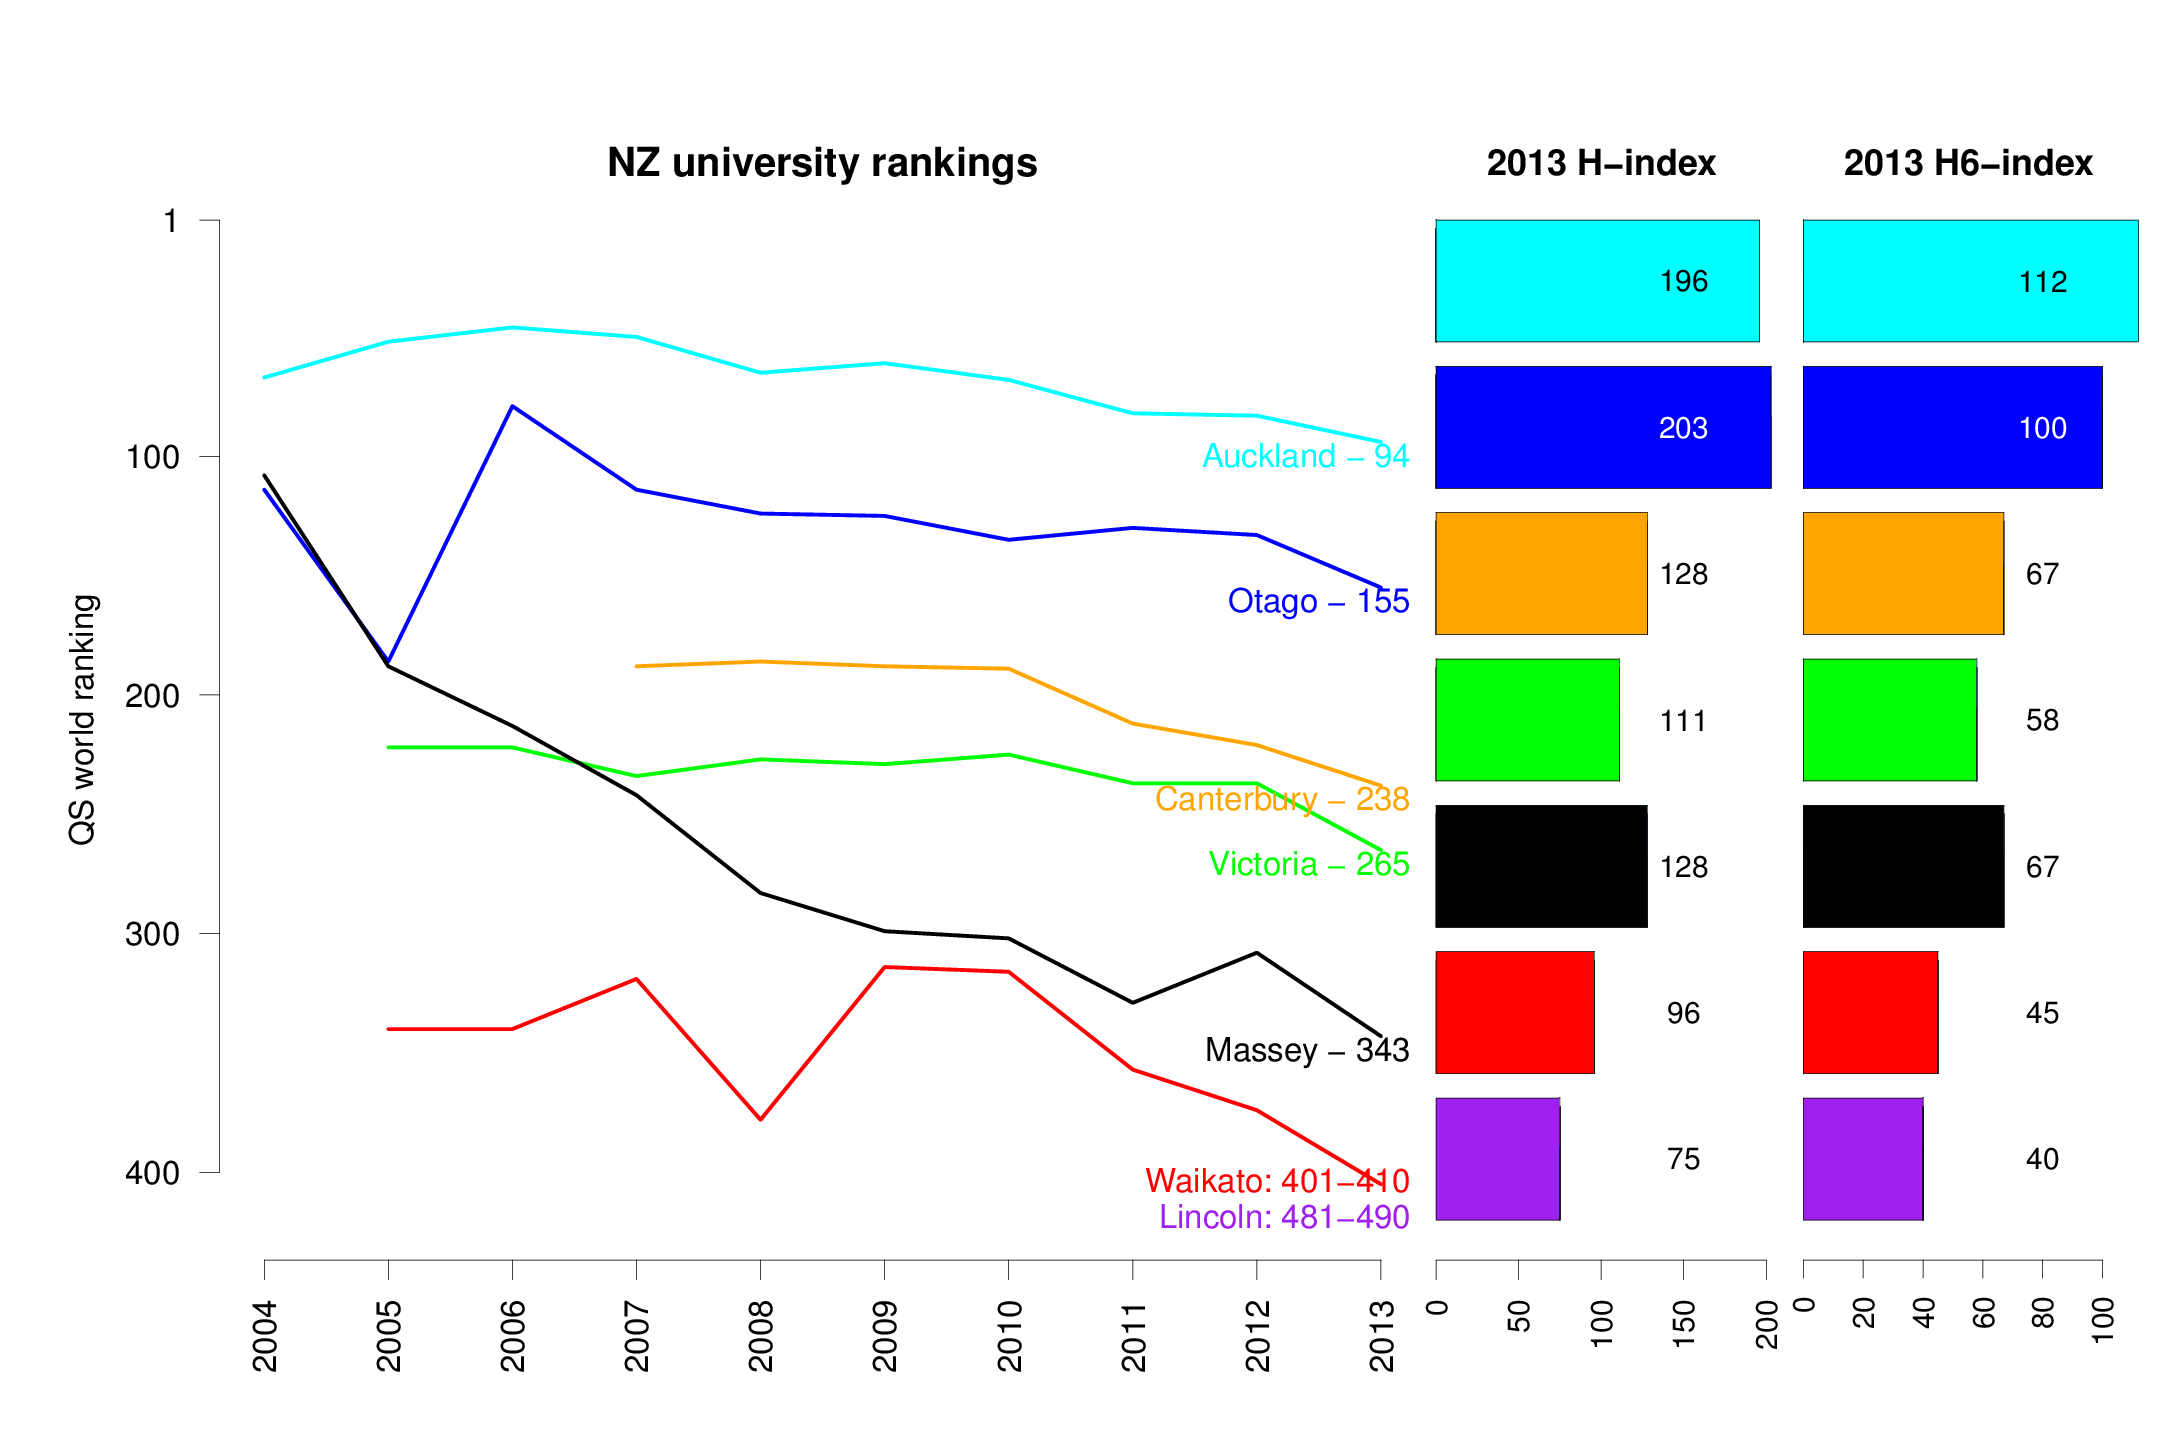 NZ university rankings
2013 H−index
2013 H6−index
QS world ranking
1
100
200
300
400
Auckland − 94
Otago − 155
Canterbury − 238
Victoria − 265
Massey − 343
Waikato: 401−410
Lincoln: 481−490
2004 2005 2006 2007 2008 2009 2010 2011 2012 2013
196
203
128
111
128
96
75
0 50 100 150 200
112
100
67
58
67
45
40
0 20 40 60 80 100